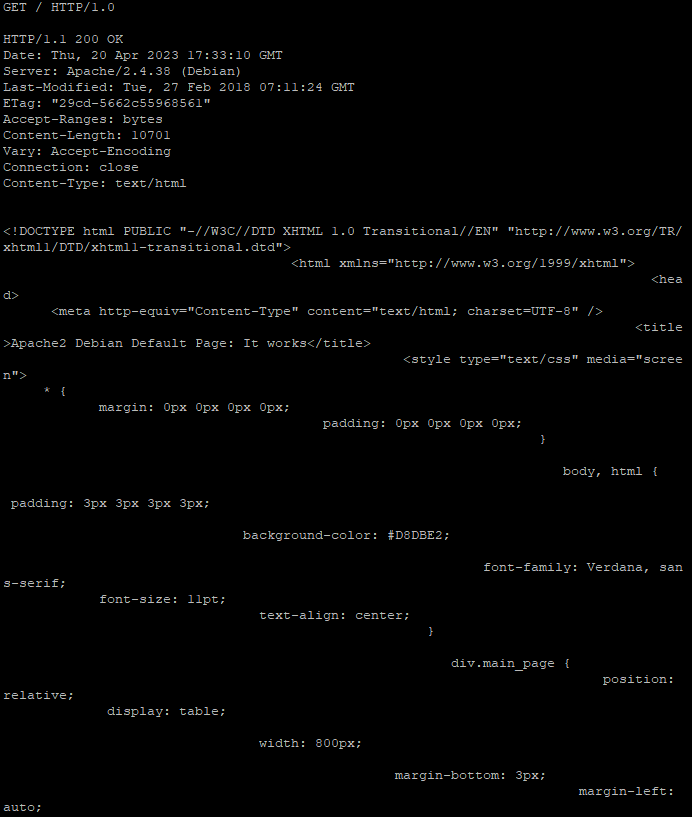 GET / HTTP/1.0
HTTP/1.1 200 OK
Date: Thu, 20 Apr 2023 17:33:10 GMT
Server: Apache/2.4.38 (Debian)
Last-Modified: Tue, 27 Feb 2018 07:11:24 GMT
ETag: "29cd-5662c55968561"
Accept-Ranges: bytes
Content-Length: 10701
Vary: Accept-Encoding
Connection: close
Content-Type: text/html
<!DOCTYPE html PUBLIC "-//W3C//DTD XHTML 1.0 Transitional//EN" "http://www.w3.org/TR/
xhtml1/DTD/xhtml1-transitional.dtd">
<html xmlns="http://www.w3.org/1999/xhtml">
<hea
d>
<meta http-equiv="Content-Type" content="text/html; charset=UTF-8" />
<title
>Apache2 Debian Default Page: It works</title>
<style type="text/css" media="scree
n">
* {
margin: 0px 0px 0px 0px;
padding: 0px 0px 0px 0px;
}
body, html {
padding: 3px 3px 3px 3px;
background-color: #D8DBE2;
font-family: Verdana, san
s-serif;
font-size: 11pt;
text-align: center;
}
div.main_page {
position:
relative;
display: table;
width: 800px;
margin-bottom: 3px;
margin-left:
auto;